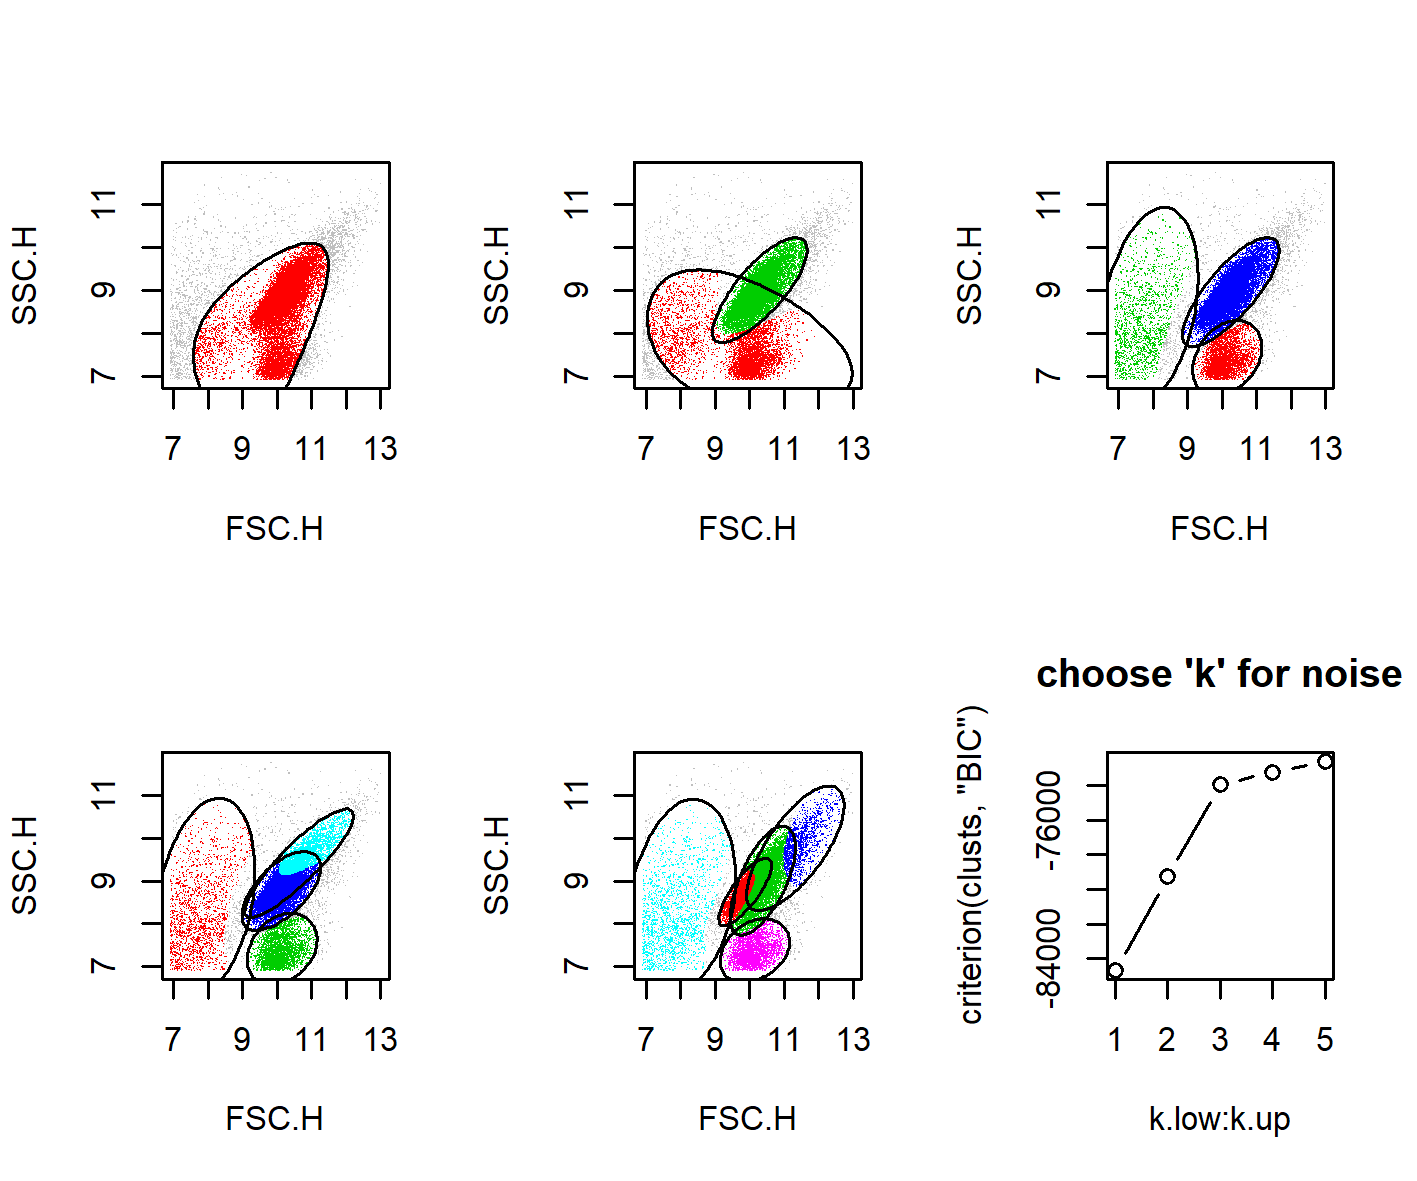 SSC.H
11
9
7
7 9 11 13
FSC.H
SSC.H
11
9
7
7 9 11 13
FSC.H
SSC.H
11
9
7
7 9 11 13
FSC.H
SSC.H
11
9
7
7 9 11 13
FSC.H
SSC.H
11
9
7
7 9 11 13
FSC.H
choose 'k' for noise
criterion(clusts, "BIC")
-76000
-84000
1 2 3 4 5
k.low:k.up